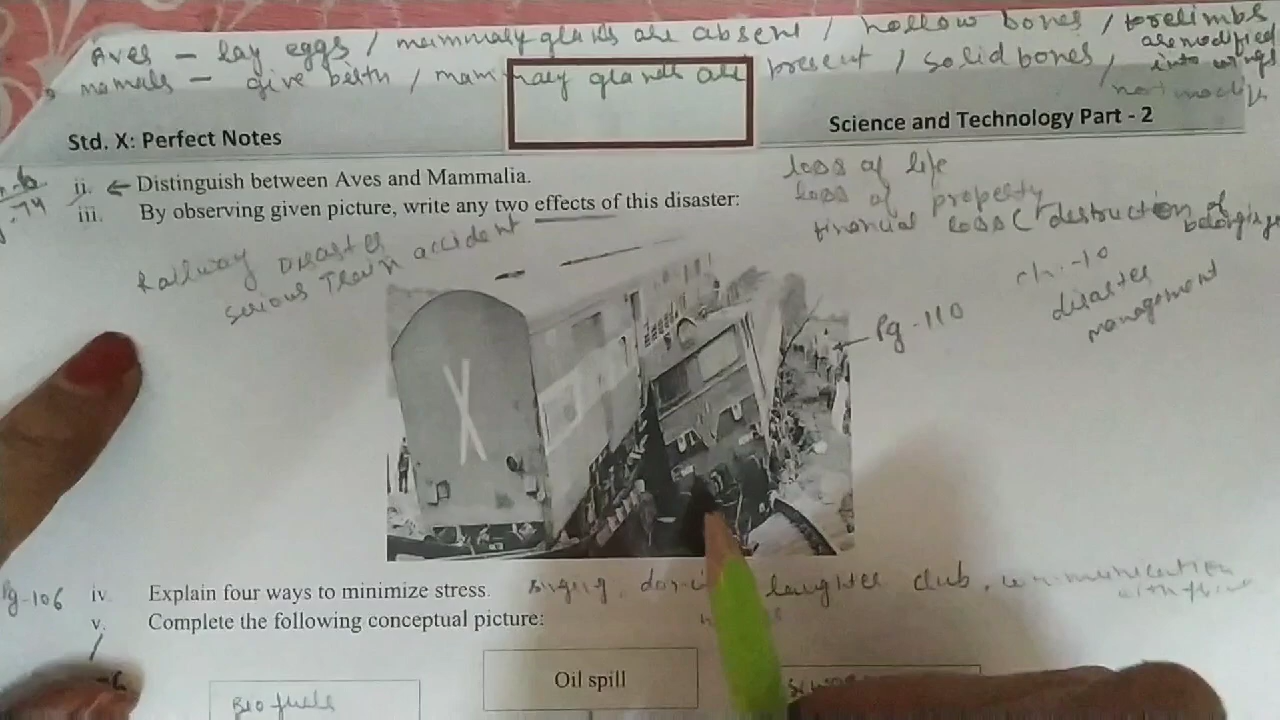 Aves - lay eggs / mammary glands are absent / hollow bones / forelimbs
are modified
into wings
mamals - give birth / mammary glands are present / solid bones /
not modify
Std. X: Perfect Notes
Science and Technology Part - 2
ii. ← Distinguish between Aves and Mammalia.
iii. By observing given picture, write any two effects of this disaster:
loss of life
loss of property
financial loss ( destruction of
belongings
Railway Disaster
serious Train accident
ch.-10
disaster
management
Pg-110
X
Pg-106 iv. Explain four ways to minimize stress. singing, laughter club, communication
v. Complete the following conceptual picture:
Oil spill
Bio fuels